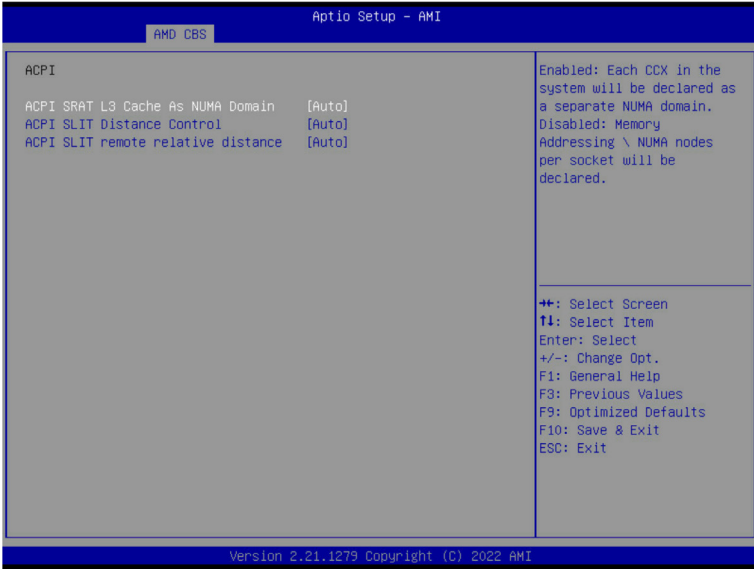 Aptio Setup – AMI
AMD CBS
ACPI
ACPI SRAT L3 Cache As NUMA Domain [Auto]
ACPI SLIT Distance Control [Auto]
ACPI SLIT remote relative distance [Auto]
Enabled: Each CCX in the
system will be declared as
a separate NUMA domain.
Disabled: Memory
Addressing \ NUMA nodes
per socket will be
declared.
→←: Select Screen
↑↓: Select Item
Enter: Select
+/-: Change Opt.
F1: General Help
F3: Previous Values
F9: Optimized Defaults
F10: Save & Exit
ESC: Exit
Version 2.21.1279 Copyright (C) 2022 AMI